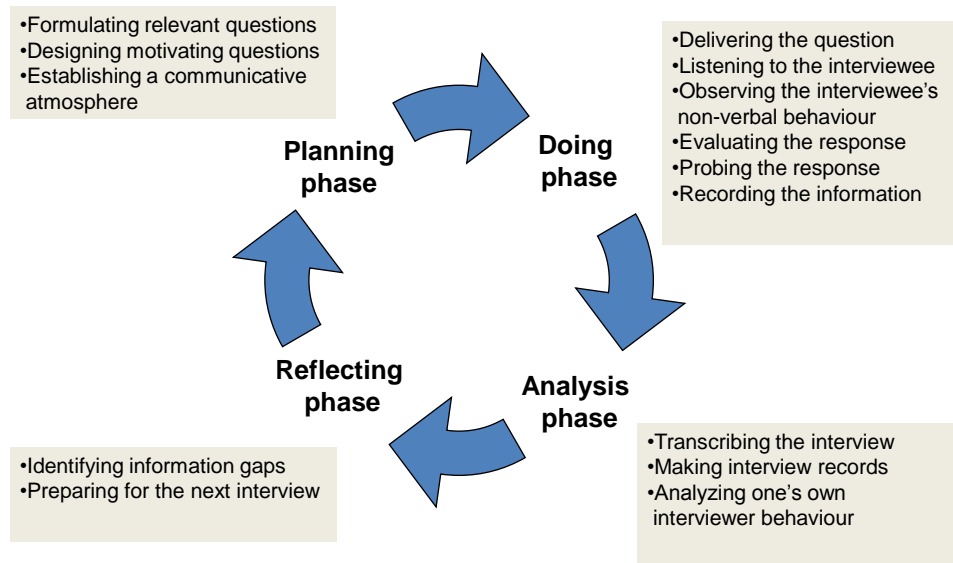 •Formulating relevant questions
•Designing motivating questions
•Establishing a communicative
atmosphere
Planning
phase
•Delivering the question
•Listening to the interviewee
•Observing the interviewee's
non-verbal behaviour
•Evaluating the response
•Probing the response
•Recording the information
Doing
phase
Analysis
phase
•Transcribing the interview
•Making interview records
•Analyzing one's own
interviewer behaviour
Reflecting
phase
•Identifying information gaps
•Preparing for the next interview